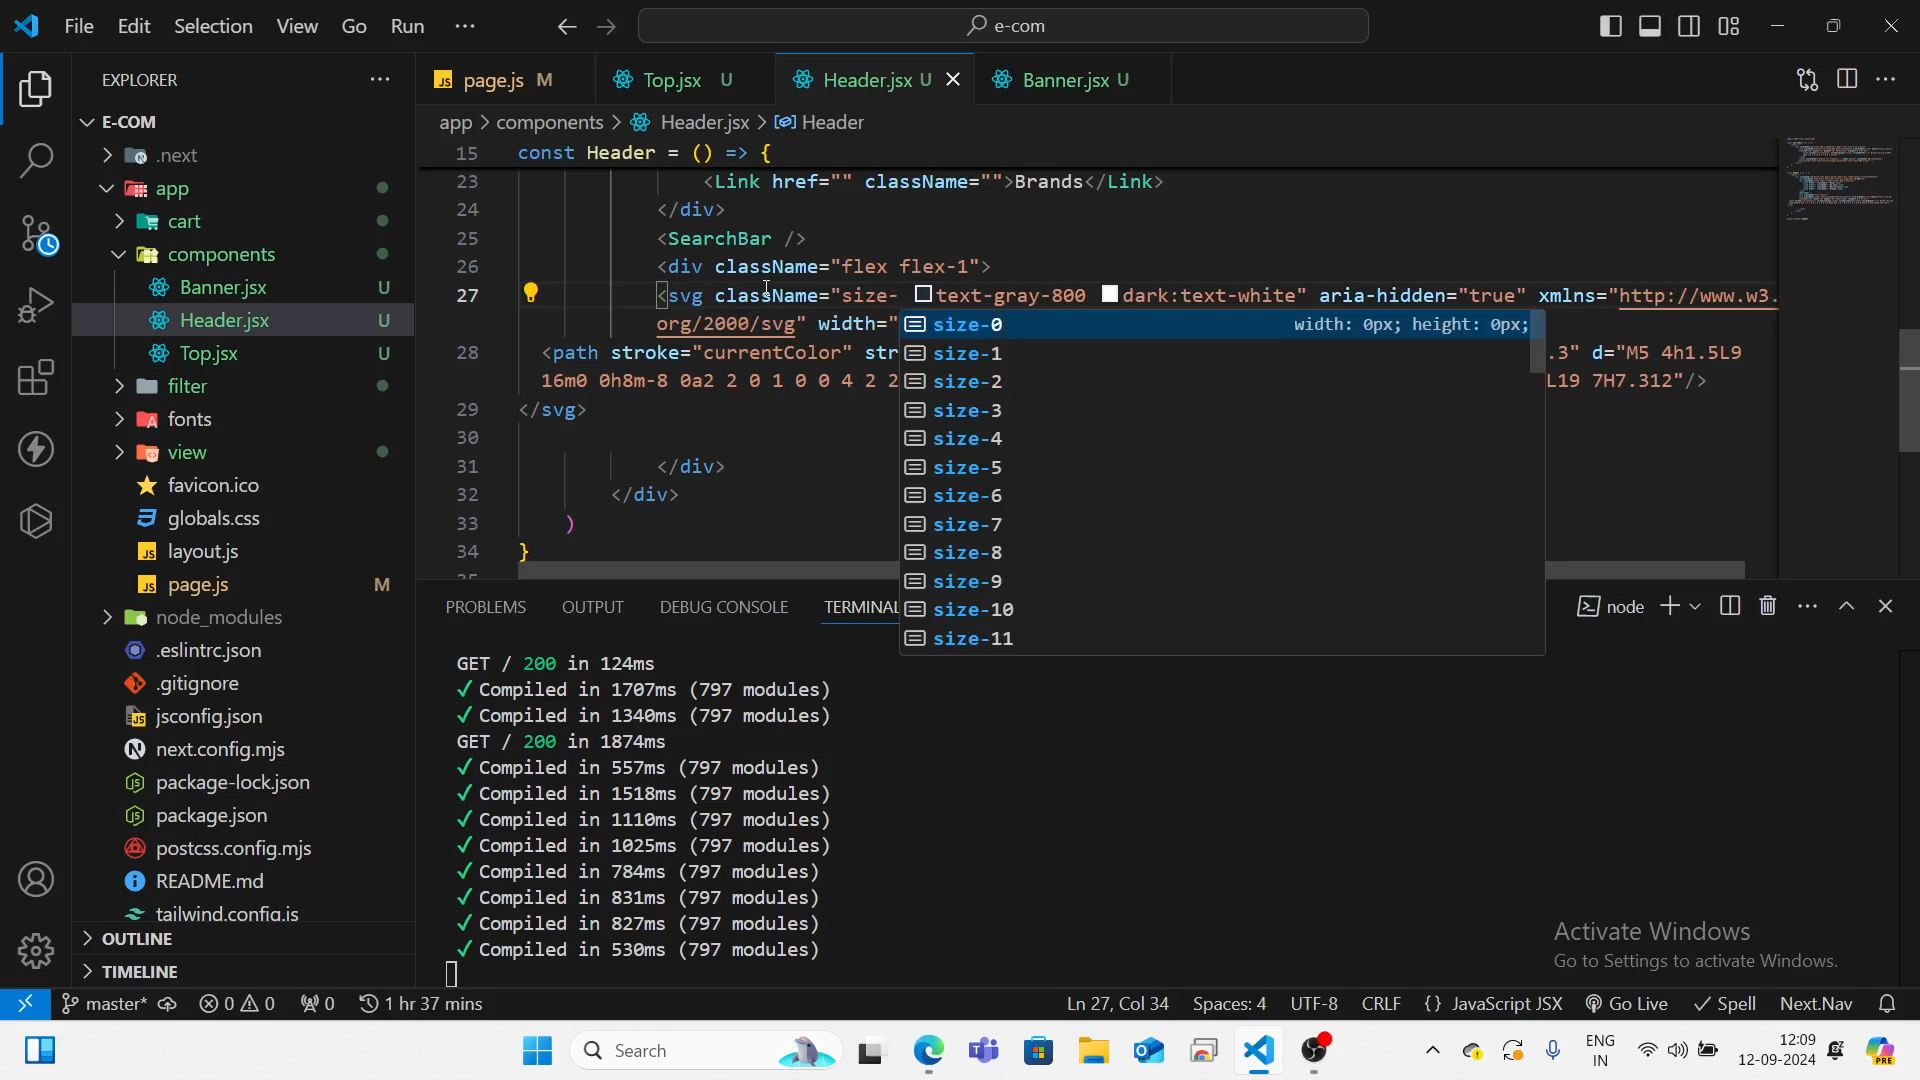 File Edit Selection View Go Run ···
e-com
EXPLORER
E-COM
.next
app
cart
components
Banner.jsx U
Header.jsx U
Top.jsx U
filter
fonts
view
favicon.ico
globals.css
layout.js
page.js M
node_modules
.eslintrc.json
.gitignore
jsconfig.json
next.config.mjs
package-lock.json
package.json
postcss.config.mjs
README.md
tailwind.config.js
OUTLINE
TIMELINE
page.js M Top.jsx U Header.jsx U Banner.jsx U
app > components > Header.jsx > Header
15 const Header = () => {
23 <Link href="" className="">Brands</Link>
24 </div>
25 <SearchBar />
26 <div className="flex flex-1">
27 <svg className="size- text-gray-800 dark:text-white" aria-hidden="true" xmlns="http://www.w3.
org/2000/svg" width="
28 <path stroke="currentColor" str .3" d="M5 4h1.5L9
16m0 0h8m-8 0a2 2 0 1 0 0 4 2 2 L19 7H7.312"/>
29 </svg>
30
31 </div>
32 </div>
33 )
34 }
size-0 width: 0px; height: 0px;
size-1
size-2
size-3
size-4
size-5
size-6
size-7
size-8
size-9
size-10
size-11
PROBLEMS OUTPUT DEBUG CONSOLE TERMINAL node
GET / 200 in 124ms
✓ Compiled in 1707ms (797 modules)
✓ Compiled in 1340ms (797 modules)
GET / 200 in 1874ms
✓ Compiled in 557ms (797 modules)
✓ Compiled in 1518ms (797 modules)
✓ Compiled in 1110ms (797 modules)
✓ Compiled in 1025ms (797 modules)
✓ Compiled in 784ms (797 modules)
✓ Compiled in 831ms (797 modules)
✓ Compiled in 827ms (797 modules)
✓ Compiled in 530ms (797 modules)
Activate Windows
Go to Settings to activate Windows.
master* 0 0 0 1 hr 37 mins Ln 27, Col 34 Spaces: 4 UTF-8 CRLF {} JavaScript JSX Go Live Spell Next.Nav
Search ENG 12:09
IN 12-09-2024
PRE